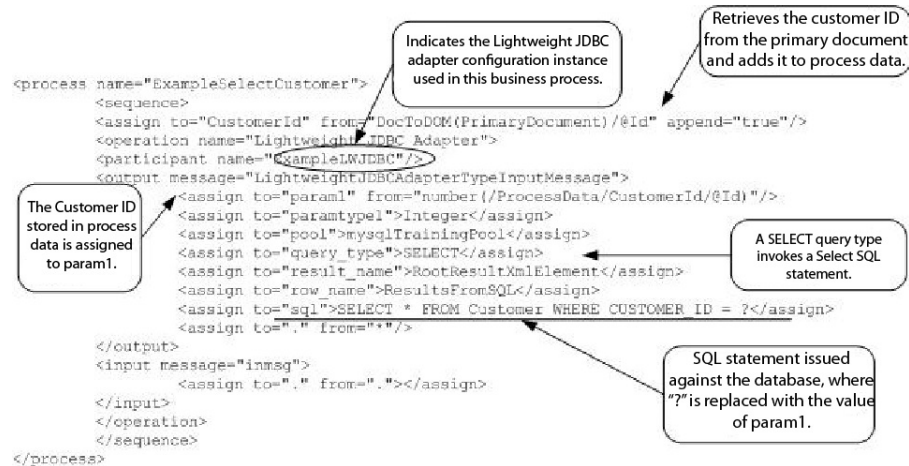 Indicates the Lightweight JDBC
adapter configuration instance
used in this business process.
Retrieves the customer ID
from the primary document
and adds it to process data.
<process name="ExampleSelectCustomer">
<sequence>
<assign to="CustomerId" from="DocToDOM(PrimaryDocument)/@Id" append="true"/>
<operation name="Lightweight JDBC Adapter">
<participant name="ExampleLWJDBC"/>
<output message="LightweightJDBCAdapterTypeInputMessage">
<assign to="param1" from="number(/ProcessData/CustomerId/@Id)"/>
<assign to="paramtype1">Integer</assign>
<assign to="pool">mysqlTrainingPool</assign>
<assign to="query_type">SELECT</assign>
<assign to="result_name">RootResultXmlElement</assign>
<assign to="row_name">ResultsFromSQL</assign>
<assign to="sql">SELECT * FROM Customer WHERE CUSTOMER_ID = ?</assign>
<assign to="." from="*"/>
</output>
<input message="inmsg">
<assign to="." from="."></assign>
</input>
</operation>
</sequence>
</process>
The Customer ID
stored in process
data is assigned
to param1.
A SELECT query type
invokes a Select SQL
statement.
SQL statement issued
against the database, where
"?" is replaced with the value
of param1.